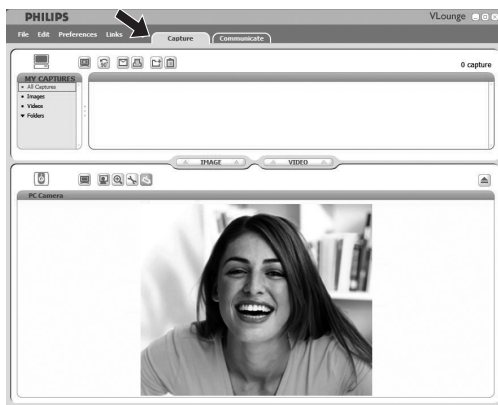 PHILIPS
VLounge
File Edit Preferences Links
Capture
Communicate
0 capture
MY CAPTURES
All Captures
Images
Videos
Folders
IMAGE
VIDEO
PC Camera